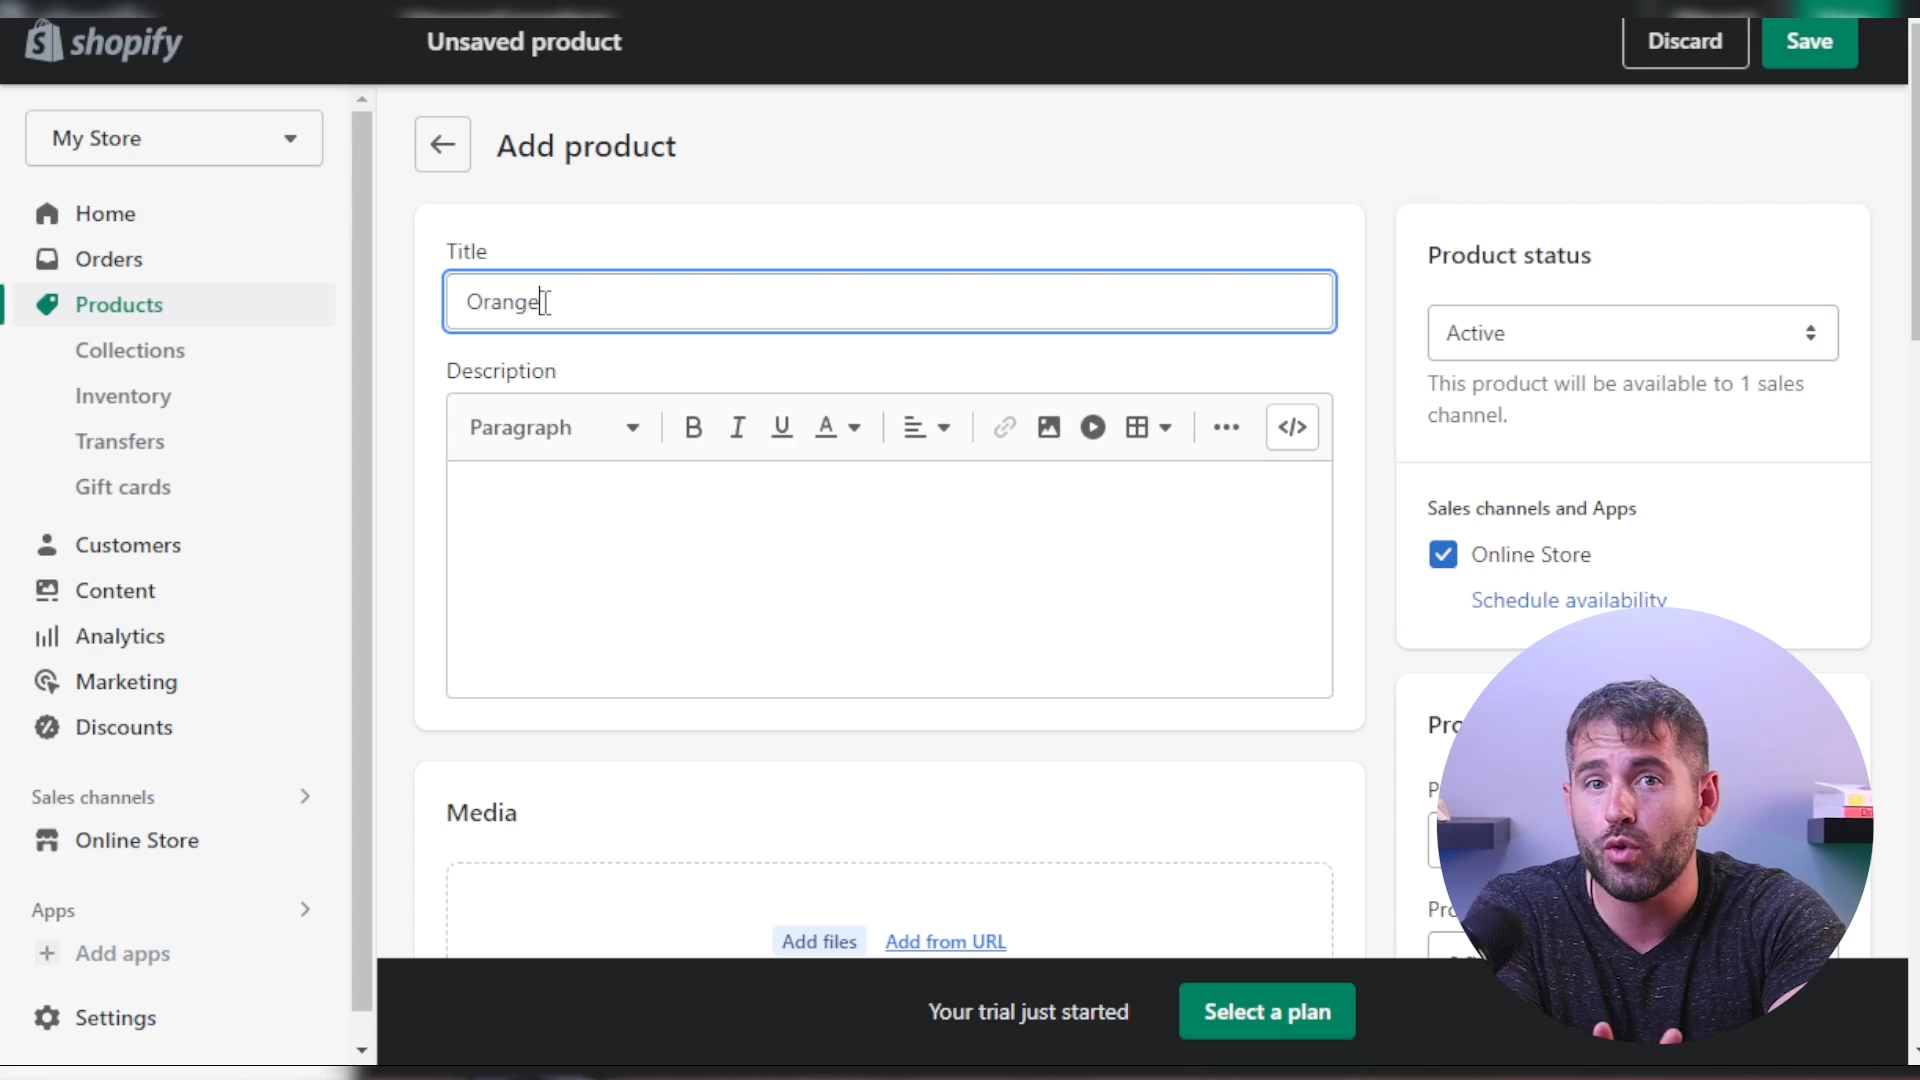 shopify
Unsaved product
Discard
Save
My Store
Add product
Home
Orders
Products
Collections
Inventory
Transfers
Gift cards
Customers
Content
Analytics
Marketing
Discounts
Sales channels
Online Store
Apps
Add apps
Settings
Title
Orange
Description
Paragraph
B I U A
Media
Add files Add from URL
Product status
Active
This product will be available to 1 sales
channel.
Sales channels and Apps
Online Store
Schedule availability
Your trial just started
Select a plan